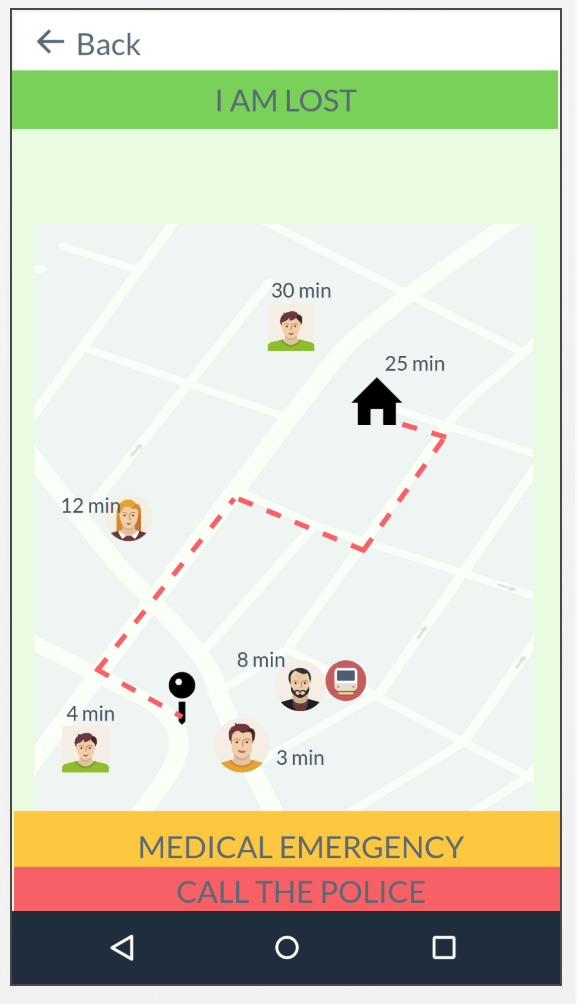 Back
I AM LOST
30 min
25 min
12 min
8 min
4 min
3 min
MEDICAL EMERGENCY
CALL THE POLICE